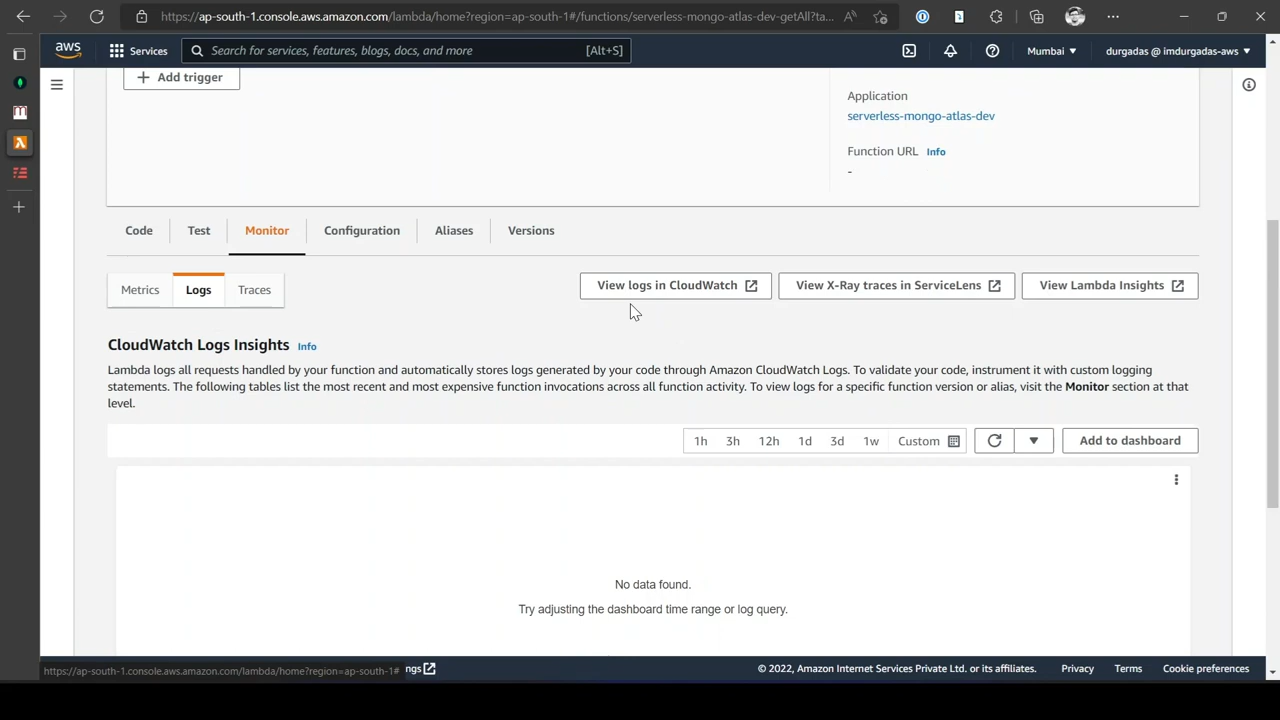 https://ap-south-1.console.aws.amazon.com/lambda/home?region=ap-south-1#/functions/serverless-mongo-atlas-dev-getAll?ta...
aws
Services
Search for services, features, blogs, docs, and more
[Alt+S]
Mumbai
durgadas @ imdurgadas-aws
Add trigger
Application
serverless-mongo-atlas-dev
Function URL Info
-
Code
Test
Monitor
Configuration
Aliases
Versions
Metrics
Logs
Traces
View logs in CloudWatch
View X-Ray traces in ServiceLens
View Lambda Insights
CloudWatch Logs Insights Info
Lambda logs all requests handled by your function and automatically stores logs generated by your code through Amazon CloudWatch Logs. To validate your code, instrument it with custom logging
statements. The following tables list the most recent and most expensive function invocations across all function activity. To view logs for a specific function version or alias, visit the Monitor section at that
level.
1h
3h
12h
1d
3d
1w
Custom
Add to dashboard
No data found.
Try adjusting the dashboard time range or log query.
https://ap-south-1.console.aws.amazon.com/lambda/home?region=ap-south-1#
ngs
© 2022, Amazon Internet Services Private Ltd. or its affiliates.
Privacy
Terms
Cookie preferences